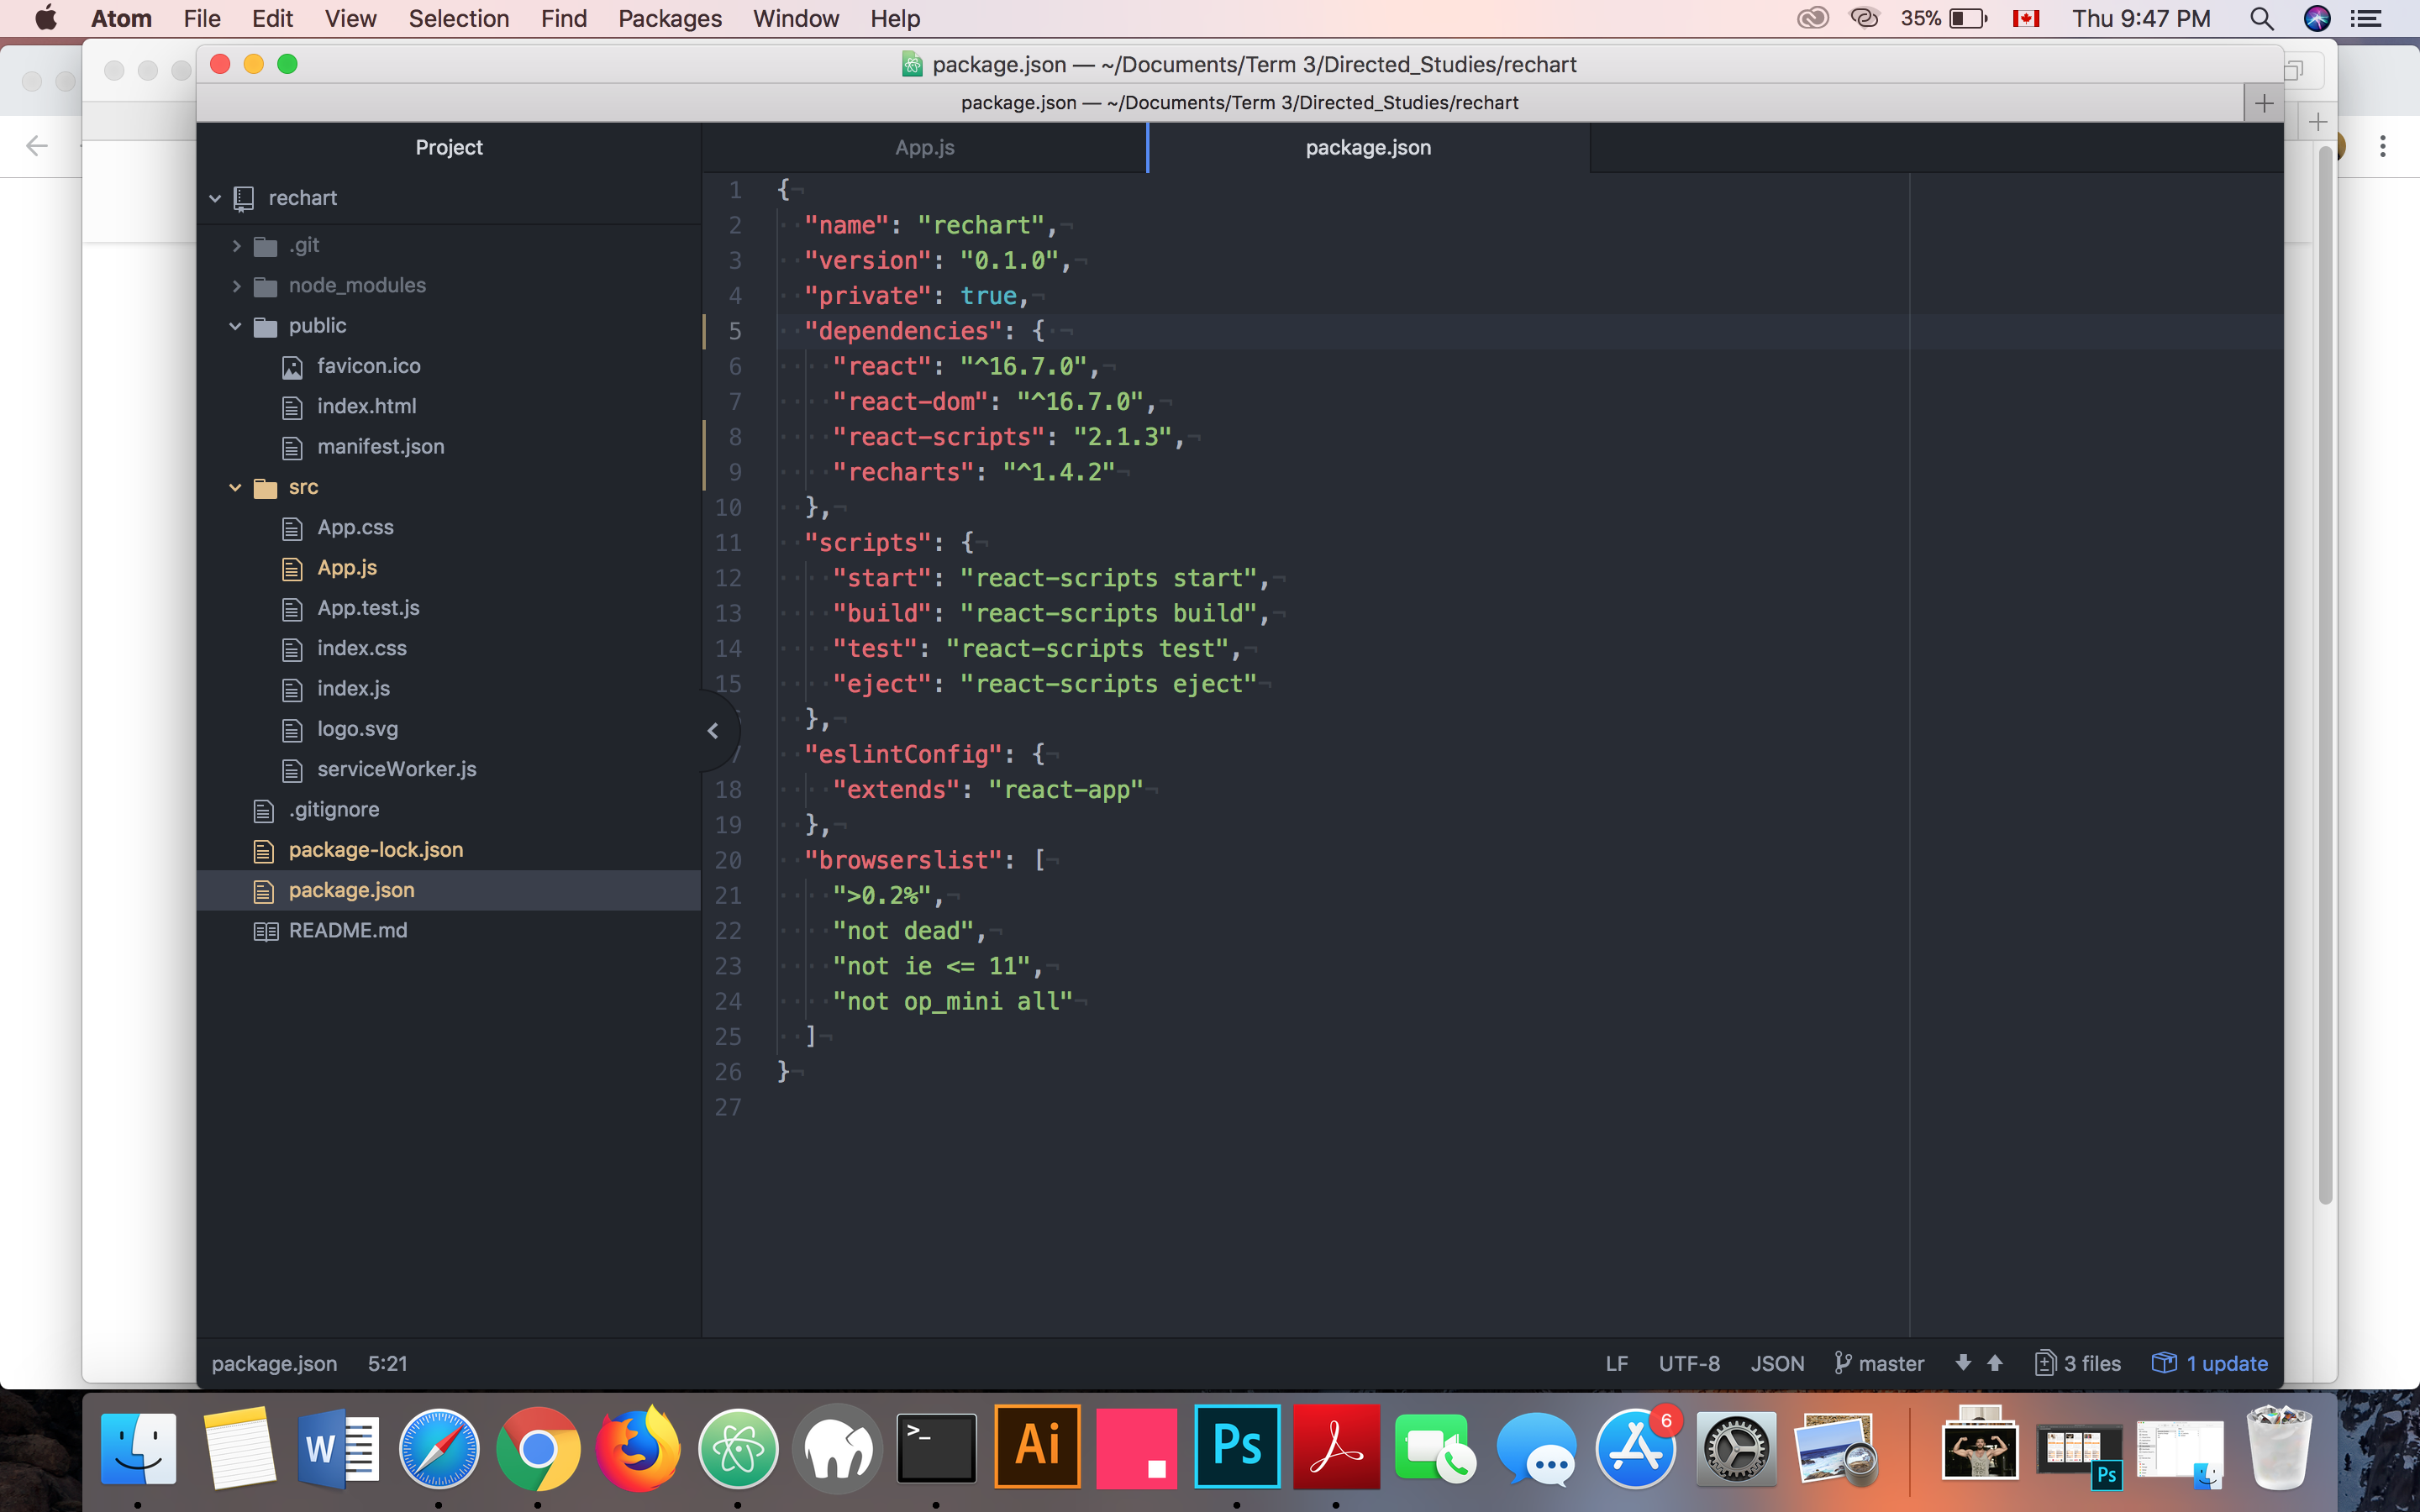 Atom File Edit View Selection Find Packages Window Help 35% Thu 9:47 PM
package.json — ~/Documents/Term 3/Directed_Studies/rechart
package.json — ~/Documents/Term 3/Directed_Studies/rechart
Project
rechart
.git
node_modules
public
favicon.ico
index.html
manifest.json
src
App.css
App.js
App.test.js
index.css
index.js
logo.svg
serviceWorker.js
.gitignore
package-lock.json
package.json
README.md
App.js package.json
1 {
2 "name": "rechart",
3 "version": "0.1.0",
4 "private": true,
5 "dependencies": {
6 "react": "^16.7.0",
7 "react-dom": "^16.7.0",
8 "react-scripts": "2.1.3",
9 "recharts": "^1.4.2"
10 },
11 "scripts": {
12 "start": "react-scripts start",
13 "build": "react-scripts build",
14 "test": "react-scripts test",
15 "eject": "react-scripts eject"
},
7 "eslintConfig": {
18 "extends": "react-app"
19 },
20 "browserslist": [
21 ">0.2%",
22 "not dead",
23 "not ie <= 11",
24 "not op_mini all"
25 ]
26 }
27
package.json 5:21 LF UTF-8 JSON master 3 files 1 update
W >_ Ai Ps 6 Ps